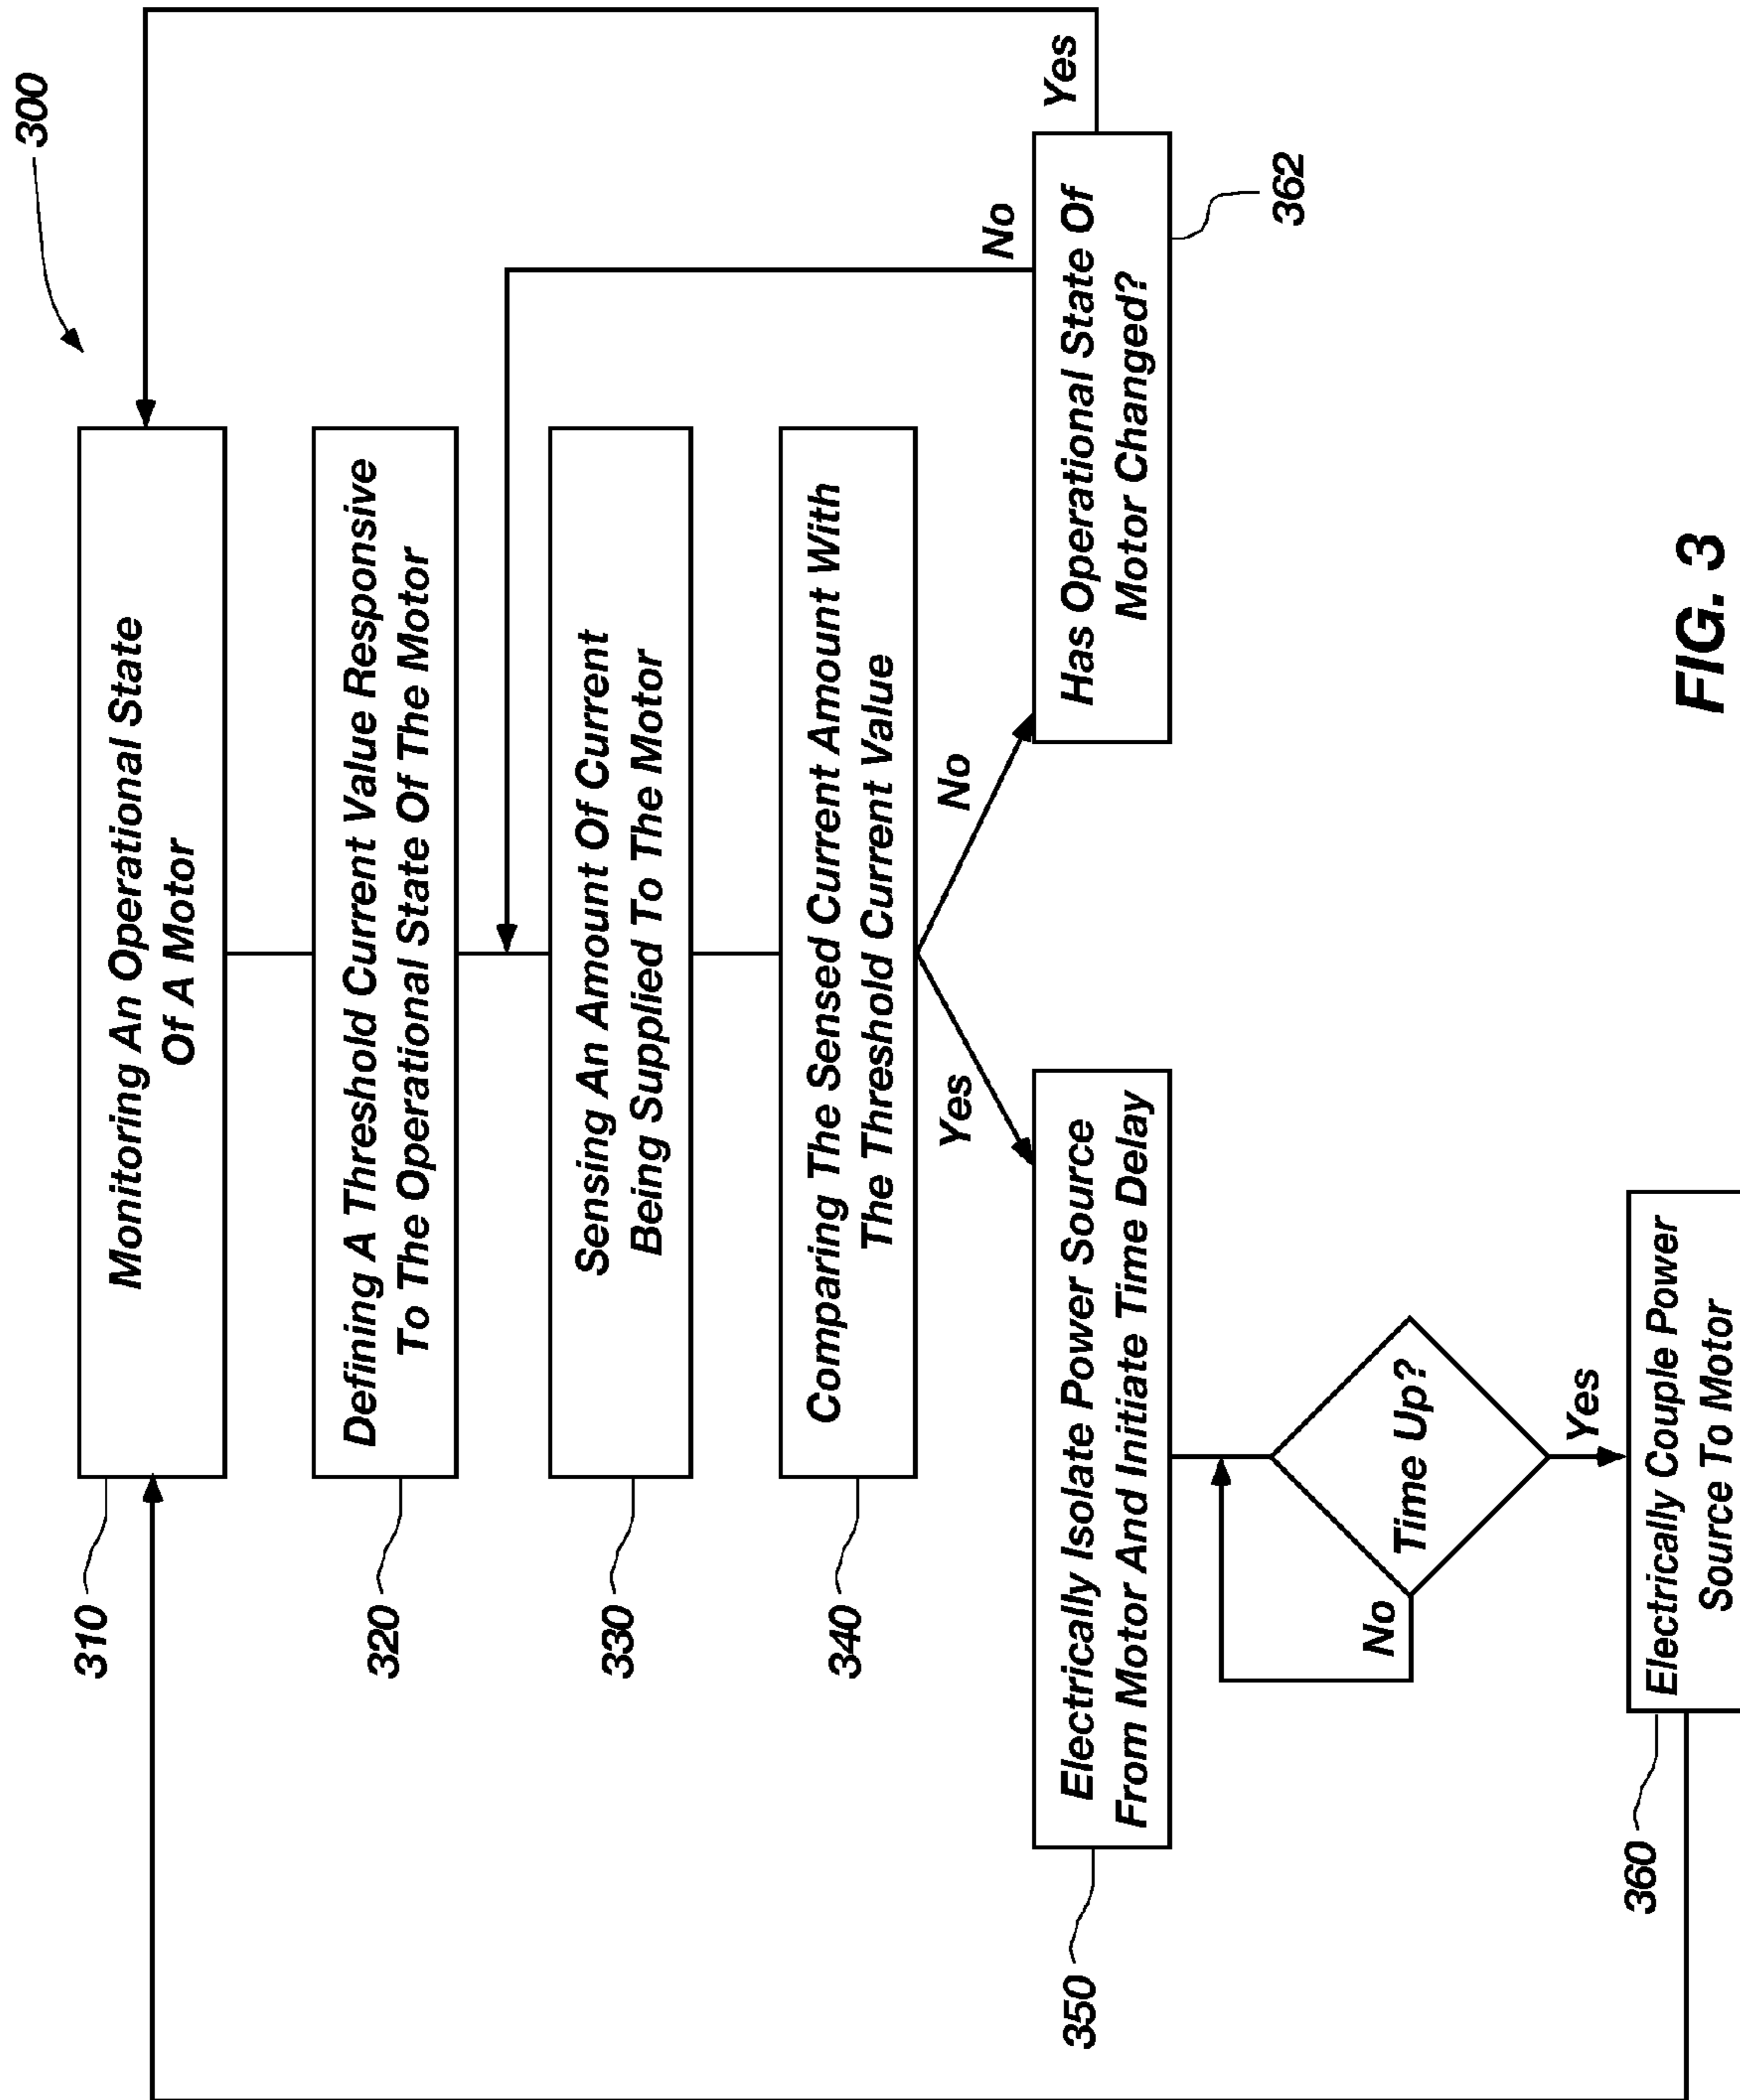 300
310
Monitoring An Operational State
Of A Motor
320
Defining A Threshold Current Value Responsive
To The Operational State Of The Motor
330
Sensing An Amount Of Current
Being Supplied To The Motor
340
Comparing The Sensed Current Amount With
The Threshold Current Value
Yes
No
No
Yes
350
Electrically Isolate Power Source
From Motor And Initiate Time Delay
Has Operational State Of
Motor Changed?
362
No
Time Up?
Yes
360
Electrically Couple Power
Source To Motor
FIG. 3